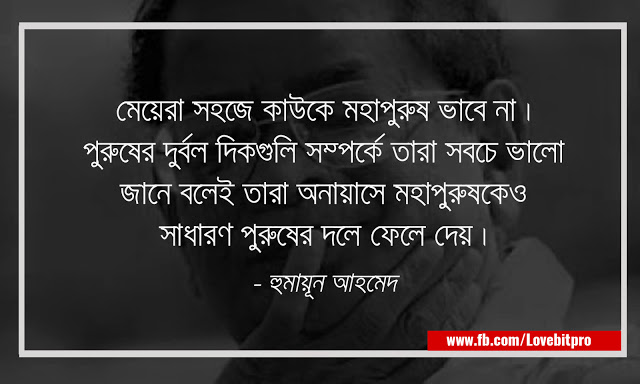 মেয়েরা সহজে কাউকে মহাপুরুষ ভাবে না।
পুরুষের দুর্বল দিকগুলি সম্পর্কে তারা সবচে ভালো
জানে বলেই তারা অনায়াসে মহাপুরুষকেও
সাধারণ পুরুষের দলে ফেলে দেয়।
- হুমায়ূন আহমেদ
www.fb.com/Lovebitpro